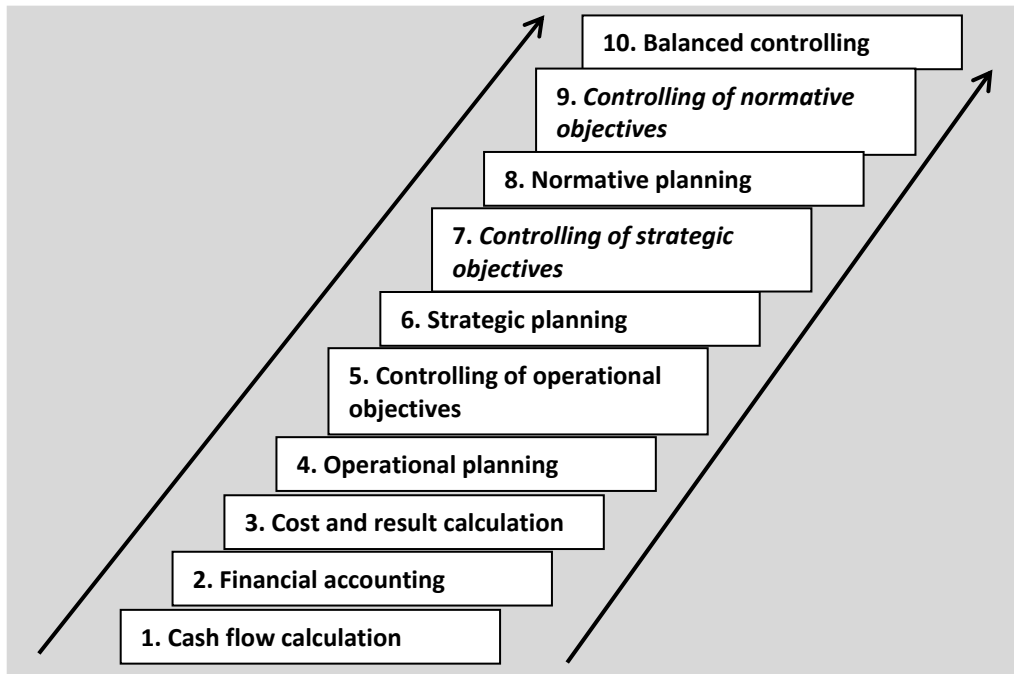 10. Balanced controlling
9. Controlling of normative
objectives
8. Normative planning
7. Controlling of strategic
objectives
6. Strategic planning
5. Controlling of operational
objectives
4. Operational planning
3. Cost and result calculation
2. Financial accounting
1. Cash flow calculation